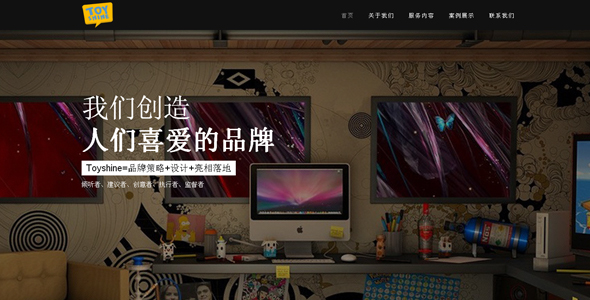 TOY
SHINE
首页 关于我们 服务内容 案例展示 联系我们
我们创造
人们喜爱的品牌
Toyshine=品牌策略+设计+亮相落地
倾听者、建议者、创意者、执行者、监督者